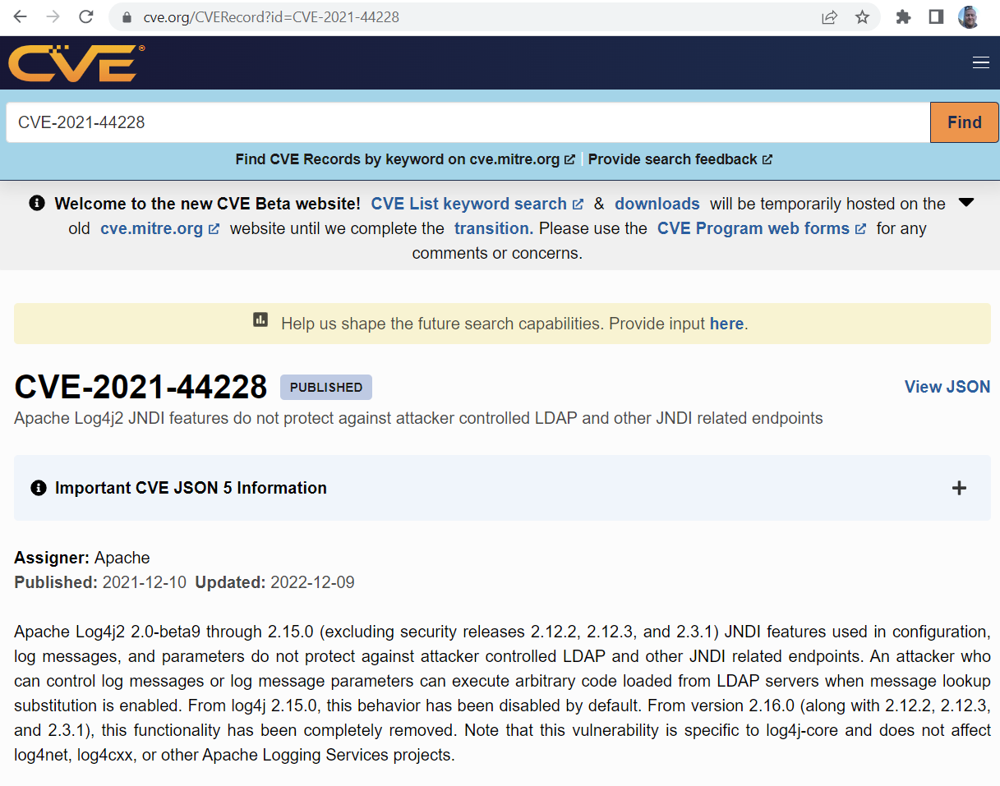 cve.org/CVERecord?id=CVE-2021-44228
CVE®
CVE-2021-44228
Find
Find CVE Records by keyword on cve.mitre.org | Provide search feedback
Welcome to the new CVE Beta website! CVE List keyword search & downloads will be temporarily hosted on the
old cve.mitre.org website until we complete the transition. Please use the CVE Program web forms for any
comments or concerns.
Help us shape the future search capabilities. Provide input here.
CVE-2021-44228 PUBLISHED
View JSON
Apache Log4j2 JNDI features do not protect against attacker controlled LDAP and other JNDI related endpoints
Important CVE JSON 5 Information
Assigner: Apache
Published: 2021-12-10 Updated: 2022-12-09
Apache Log4j2 2.0-beta9 through 2.15.0 (excluding security releases 2.12.2, 2.12.3, and 2.3.1) JNDI features used in configuration,
log messages, and parameters do not protect against attacker controlled LDAP and other JNDI related endpoints. An attacker who
can control log messages or log message parameters can execute arbitrary code loaded from LDAP servers when message lookup
substitution is enabled. From log4j 2.15.0, this behavior has been disabled by default. From version 2.16.0 (along with 2.12.2, 2.12.3,
and 2.3.1), this functionality has been completely removed. Note that this vulnerability is specific to log4j-core and does not affect
log4net, log4cxx, or other Apache Logging Services projects.